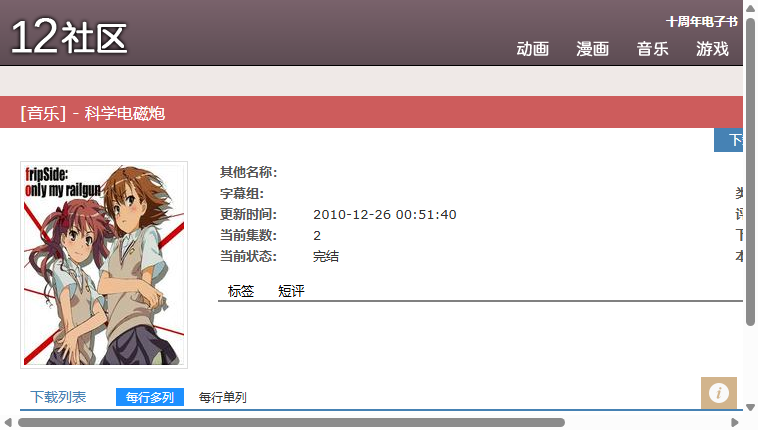 12社区
十周年电子书
动画 漫画 音乐 游戏
[音乐] - 科学电磁炮
下
fripSide:
only my railgun
其他名称:
字幕组:
更新时间: 2010-12-26 00:51:40
当前集数: 2
下
当前状态: 完结
本
标签 短评
下载列表 每行多列 每行单列
i